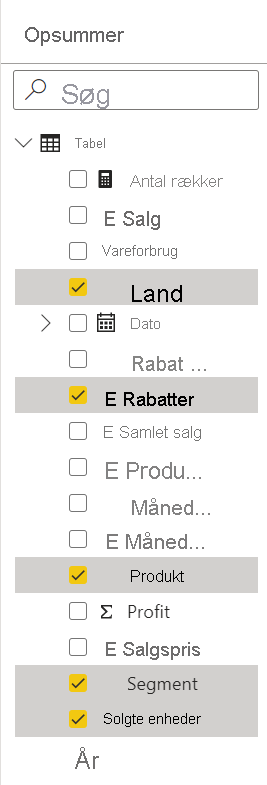 Opsummer
Søg
Tabel
Antal rækker
E Salg
Vareforbrug
Land
Dato
Rabat ...
E Rabatter
E Samlet salg
E Produ...
Måned...
E Måned...
Produkt
Σ Profit
E Salgspris
Segment
Solgte enheder
År